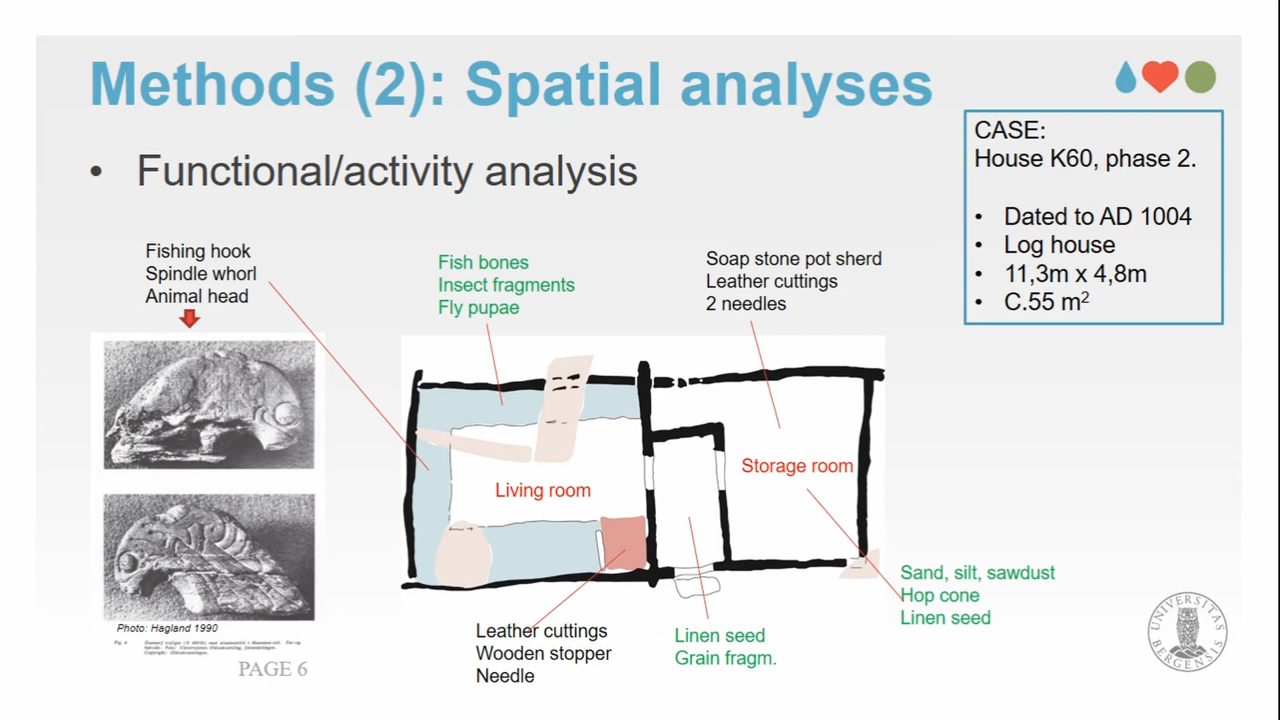 Methods (2): Spatial analyses
• Functional/activity analysis
CASE:
House K60, phase 2.
• Dated to AD 1004
• Log house
• 11,3m x 4,8m
• C.55 m²
Fishing hook
Spindle whorl
Animal head
Fish bones
Insect fragments
Fly pupae
Soap stone pot sherd
Leather cuttings
2 needles
Living room
Storage room
Sand, silt, sawdust
Hop cone
Linen seed
Leather cuttings
Wooden stopper
Needle
Linen seed
Grain fragm.
Photo: Hagland 1990
PAGE 6
UNIVERSITAS
BERGENSIS